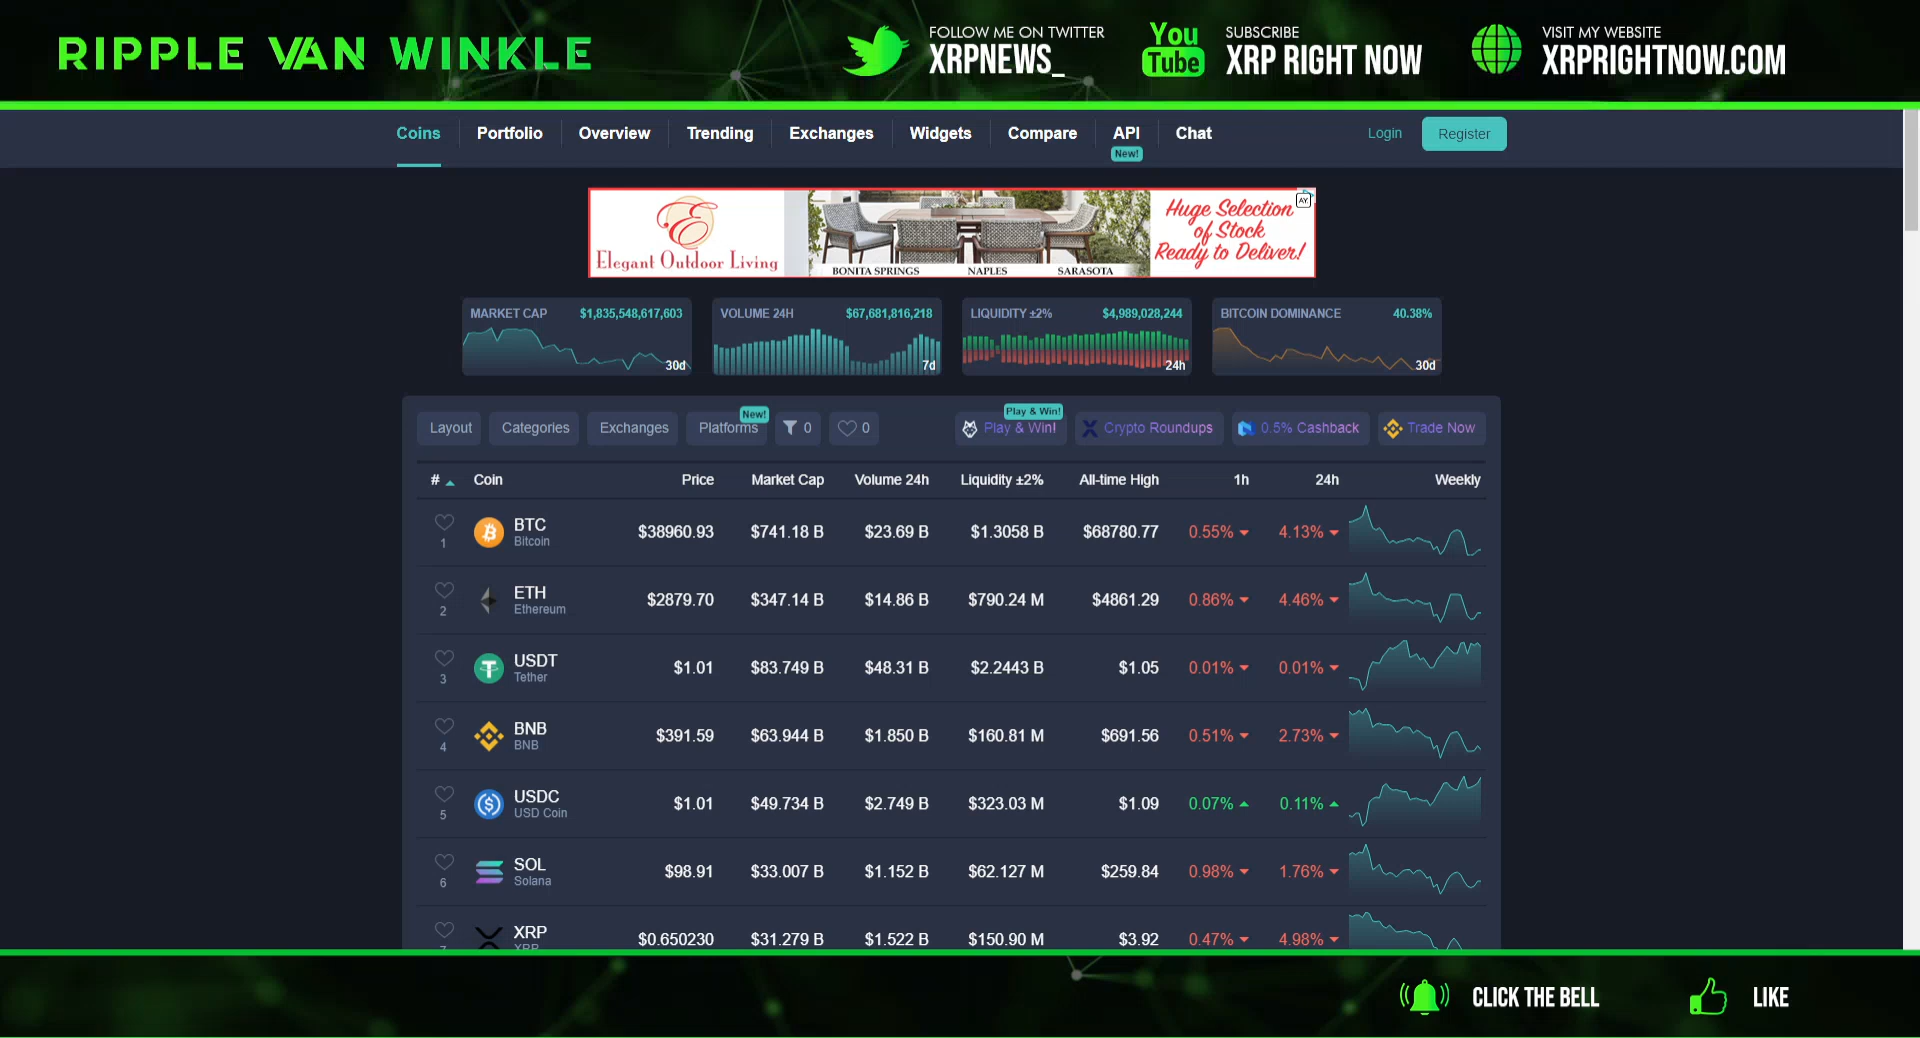 RIPPLE VAN WINKLE
FOLLOW ME ON TWITTER
XRPNEWS_
You
Tube
SUBSCRIBE
XRP RIGHT NOW
VISIT MY WEBSITE
XRPRIGHTNOW.COM
Coins Portfolio Overview Trending Exchanges Widgets Compare API Chat Login Register
New!
E
Elegant Outdoor Living
BONITA SPRINGS NAPLES SARASOTA
Huge Selection
of Stock
Ready to Deliver!
AY
MARKET CAP $1,835,548,617,603
30d
VOLUME 24H $67,681,816,218
7d
LIQUIDITY ±2% $4,989,028,244
24h
BITCOIN DOMINANCE 40.38%
30d
New! Play & Win!
Layout Categories Exchanges Platforms 0 0 Play & Win! Crypto Roundups 0.5% Cashback Trade Now
# Coin Price Market Cap Volume 24h Liquidity ±2% All-time High 1h 24h Weekly
1 BTC Bitcoin $38960.93 $741.18 B $23.69 B $1.3058 B $68780.77 0.55% 4.13%
2 ETH Ethereum $2879.70 $347.14 B $14.86 B $790.24 M $4861.29 0.86% 4.46%
3 USDT Tether $1.01 $83.749 B $48.31 B $2.2443 B $1.05 0.01% 0.01%
4 BNB BNB $391.59 $63.944 B $1.850 B $160.81 M $691.56 0.51% 2.73%
5 USDC USD Coin $1.01 $49.734 B $2.749 B $323.03 M $1.09 0.07% 0.11%
6 SOL Solana $98.91 $33.007 B $1.152 B $62.127 M $259.84 0.98% 1.76%
7 XRP XRP $0.650230 $31.279 B $1.522 B $150.90 M $3.92 0.47% 4.98%
CLICK THE BELL
LIKE